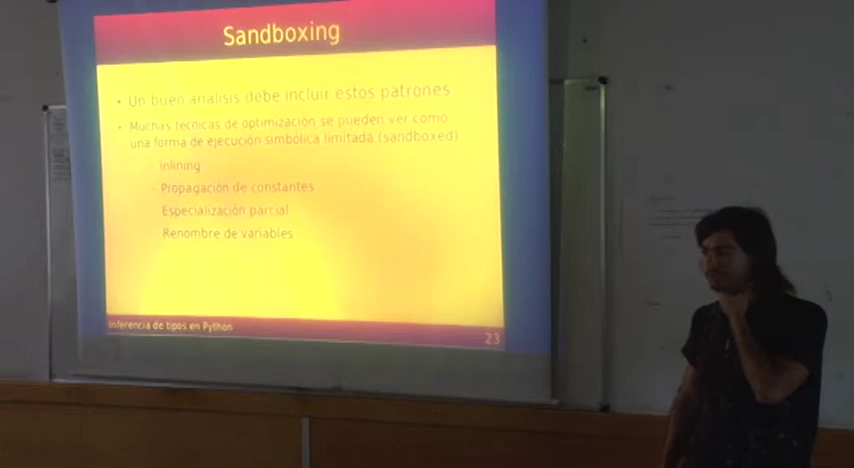 Sandboxing
• Un buen analisis debe incluir estos patrones
• Muchas técnicas de optimización se pueden ver como
una forma de ejecución simbólica limitada (sandboxed)
– inlining
– Propagación de constantes
Especialización parcial
Renombre de variables
Inferencia de tipos en Python
23